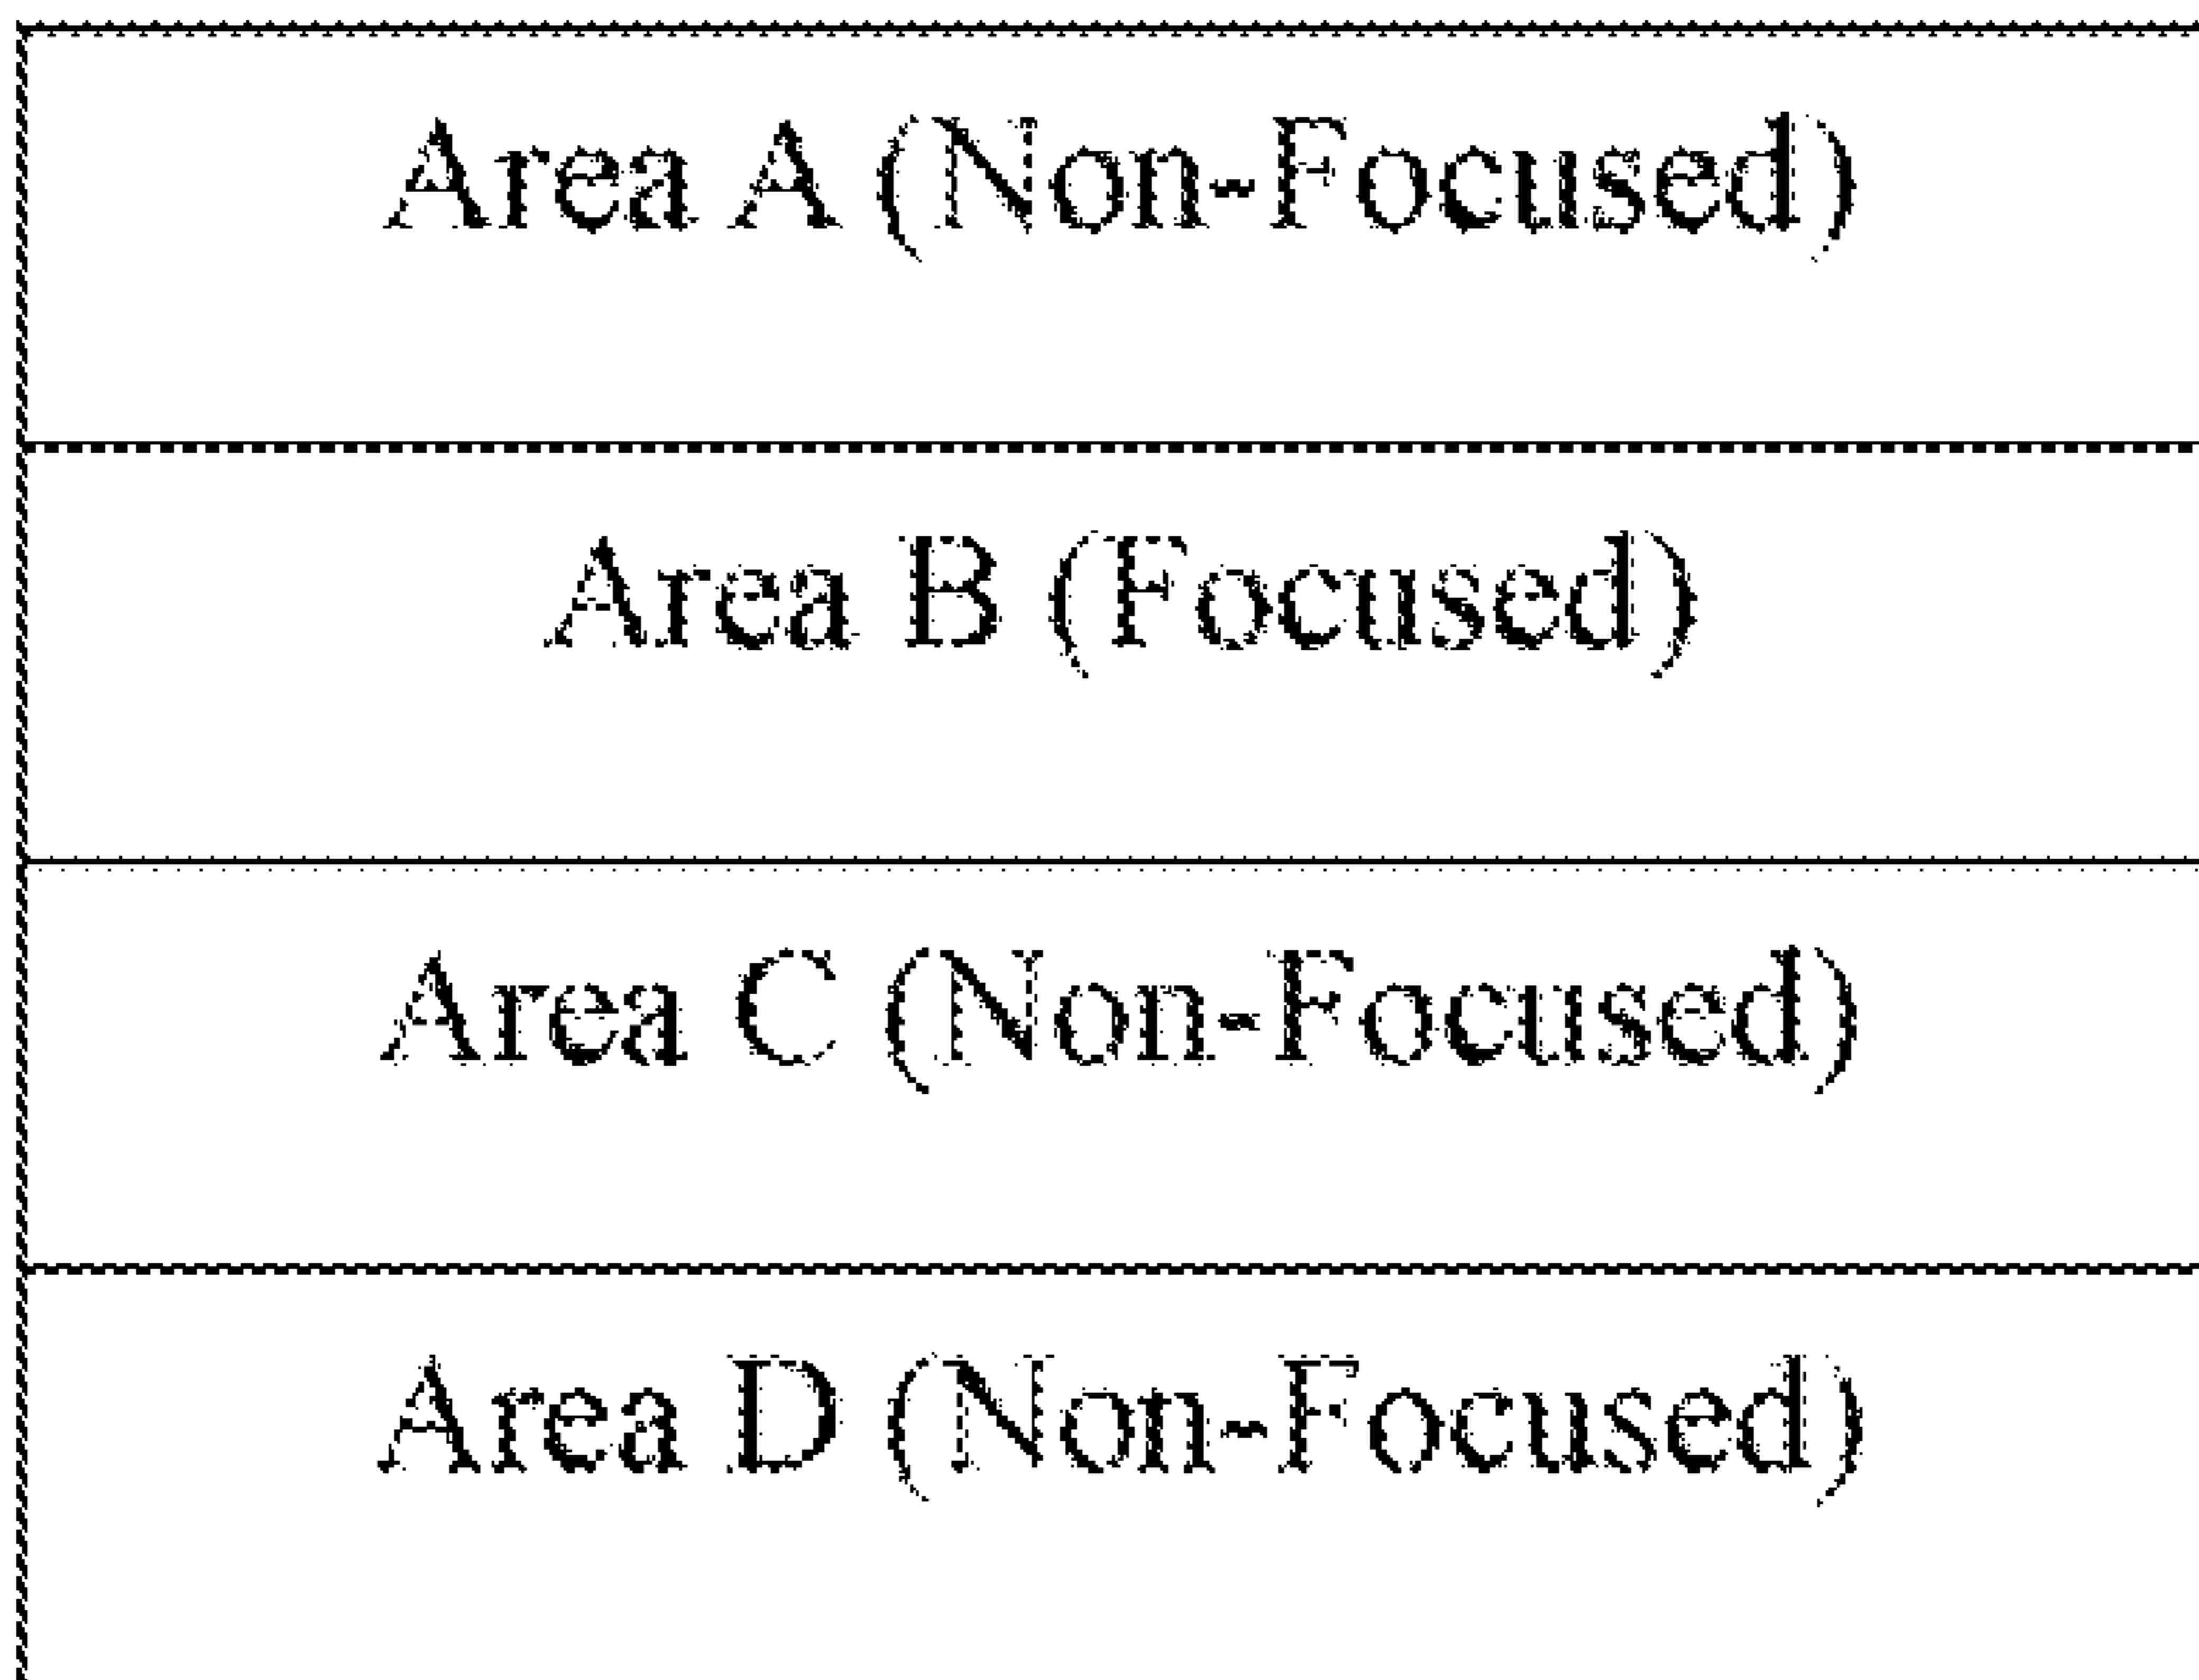 Area A (Non-Focused)
Area B (Focused)
Area C (Non-Focused)
Area D (Non-Focused)